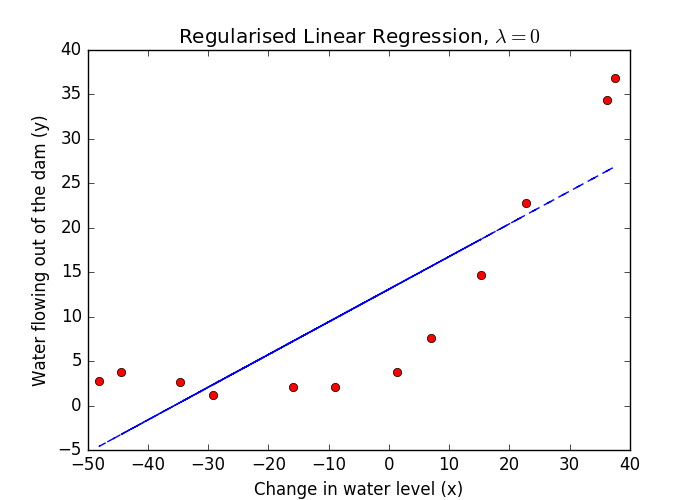 Regularised Linear Regression, λ = 0
40
35
30
25
20
15
10
5
0
−5
Water flowing out of the dam (y)
−50 −40 −30 −20 −10 0 10 20 30 40
Change in water level (x)